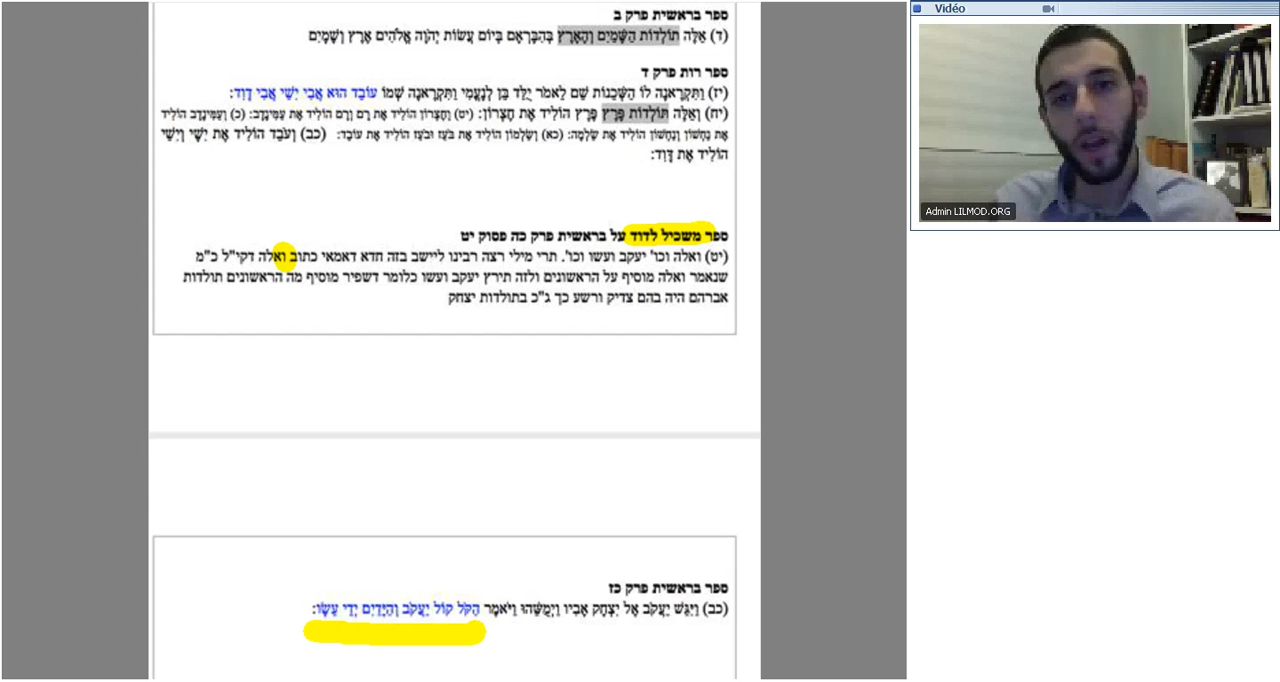 ספר בראשית פרק ב
(ד) אֵלֶּה תוֹלְדוֹת הַשָּׁמַיִם וְהָאָרֶץ בְּהִבָּרְאָם בְּיוֹם עֲשׂוֹת יְהוָה אֱלֹהִים אֶרֶץ וְשָׁמָיִם
ספר רות פרק ד
(יז) וַתִּקְרֶאנָה לוֹ הַשְּׁכֵנוֹת שֵׁם לֵאמֹר יֻלַּד בֵּן לְנָעֳמִי וַתִּקְרֶאנָה שְׁמוֹ עוֹבֵד הוּא אֲבִי יִשַׁי אֲבִי דָוִד:
(יח) וְאֵלֶּה תּוֹלְדוֹת פָּרֶץ פֶּרֶץ הוֹלִיד אֶת חֶצְרוֹן: (יט) וְחֶצְרוֹן הוֹלִיד אֶת רָם וְרָם הוֹלִיד אֶת עַמִּינָדָב: (כ) וְעַמִּינָדָב הוֹלִיד
אֶת נַחְשׁוֹן וְנַחְשׁוֹן הוֹלִיד אֶת שַׂלְמָה: (כא) וְשַׂלְמוֹן הוֹלִיד אֶת בֹּעַז וּבֹעַז הוֹלִיד אֶת עוֹבֵד: (כב) וְעֹבֵד הוֹלִיד אֶת יִשָׁי וְיִשַׁי
הוֹלִיד אֶת דָּוִד:
ספר משכיל לדוד על בראשית פרק כה פסוק יט
(יט) ואלה וכו' יעקב ועשו וכו'. תרי מילי רצה רבינו ליישב בזה חדא דאמאי כתוב ואלה דקי"ל כ"מ
שנאמר ואלה מוסיף על הראשונים ולזה תירץ יעקב ועשו כלומר דשפיר מוסיף מה הראשונים תולדות
אברהם היה בהם צדיק ורשע כך ג"כ בתולדות יצחק
ספר בראשית פרק כז
(כב) וַיִּגַּשׁ יַעֲקֹב אֶל יִצְחָק אָבִיו וַיְמֻשֵּׁהוּ וַיֹּאמֶר הַקֹּל קוֹל יַעֲקֹב וְהַיָּדַיִם יְדֵי עֵשָׂו:
Vidéo
Admin LILMOD.ORG